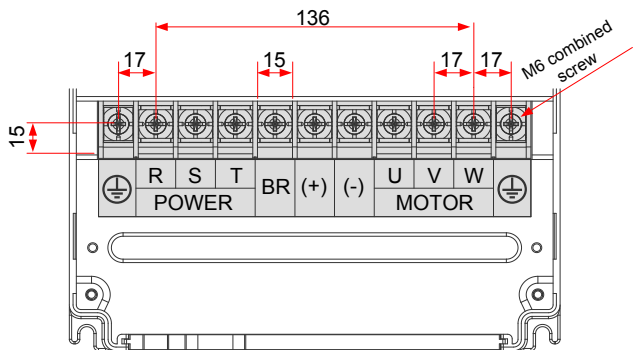 136
17
15
17
17
M6 combined
screw
15
R S T BR (+) (-) U V W
POWER MOTOR